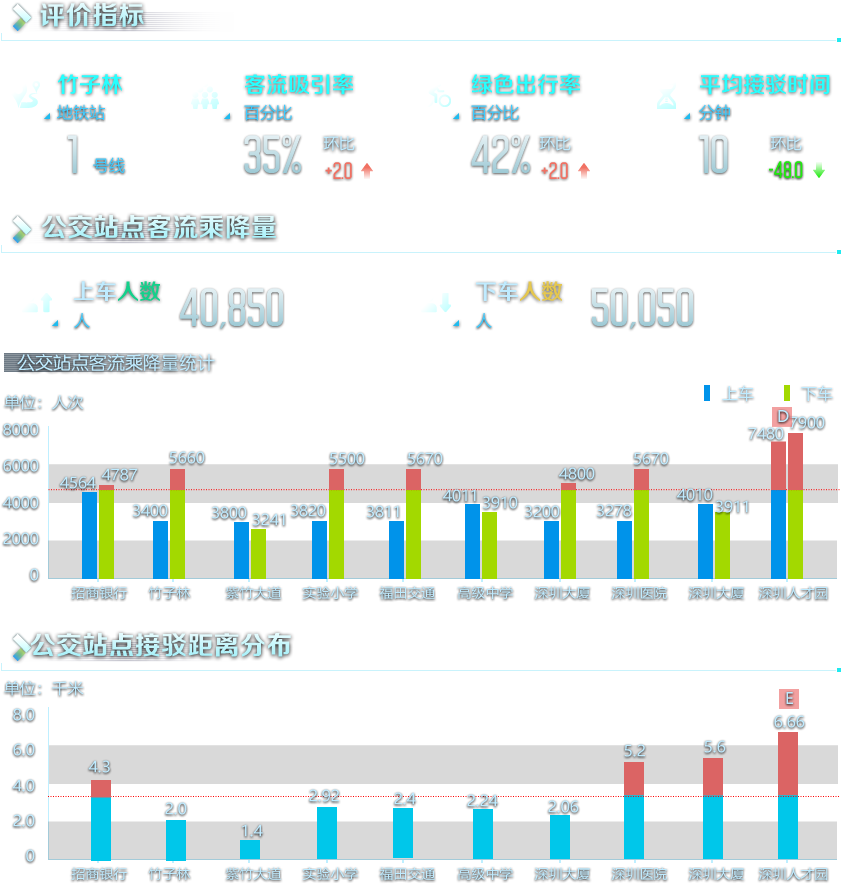 评价指标
竹子林 客流吸引率 绿色出行率 平均接驳时间
地铁站 百分比 百分比 分钟
1 号线 35% 环比 +2.0 42% 环比 +2.0 10 环比 -48.0
公交站点客流乘降量
上车人数 40,850 下车人数 50,050
人 人
公交站点客流乘降量统计
上车 下车
单位：人次
D
8000
7480 7900
6000
4564 4787 3400 5660 3800 3241 3820 5500 3811 5670 4011 3910 3200 4800 3278 5670 4010 3911
4000
2000
0
招商银行 竹子林 紫竹大道 实验小学 福田交通 高级中学 深圳大厦 深圳医院 深圳大厦 深圳人才园
公交站点接驳距离分布
单位：千米
E
8.0
6.0
4.3 2.0 1.4 2.92 2.4 2.24 2.06 5.2 5.6 6.66
4.0
2.0
0
招商银行 竹子林 紫竹大道 实验小学 福田交通 高级中学 深圳大厦 深圳医院 深圳大厦 深圳人才园